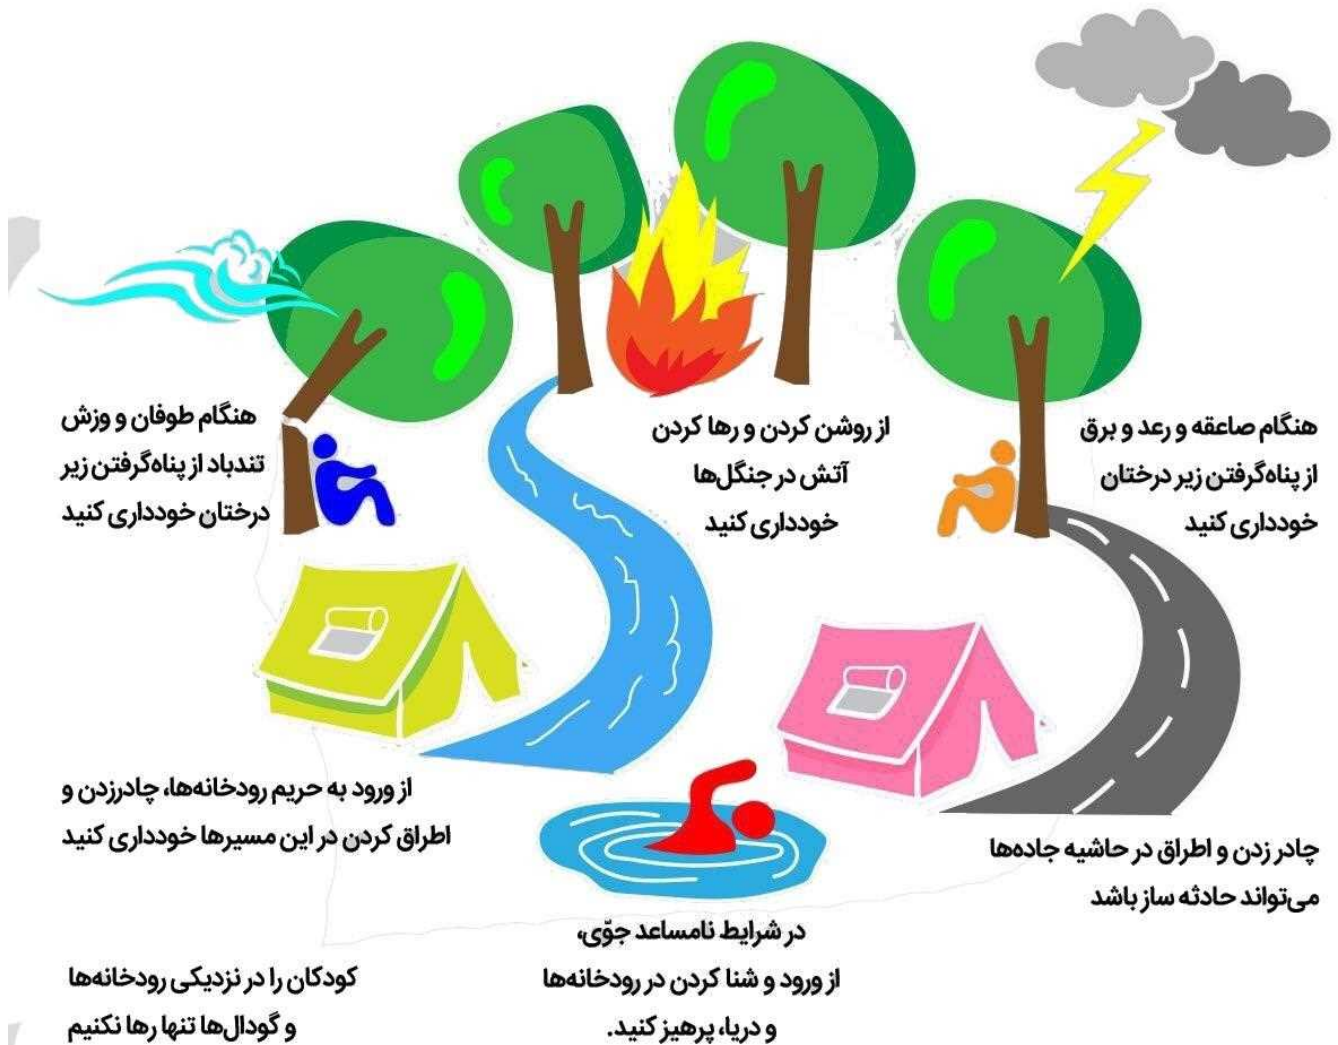 هنگام صاعقه و رعد و برق
از پناه‌گرفتن زیر درختان
خودداری کنید
از روشن کردن و رها کردن
آتش در جنگل‌ها
خودداری کنید
هنگام طوفان و وزش
تندباد از پناه‌گرفتن زیر
درختان خودداری کنید
چادر زدن و اطراق در حاشیه جاده‌ها
می‌تواند حادثه ساز باشد
از ورود به حریم رودخانه‌ها، چادرزدن و
اطراق کردن در این مسیرها خودداری کنید
در شرایط نامساعد جوّی،
از ورود و شنا کردن در رودخانه‌ها
و دریا، پرهیز کنید.
کودکان را در نزدیکی رودخانه‌ها
و گودال‌ها تنها رها نکنیم